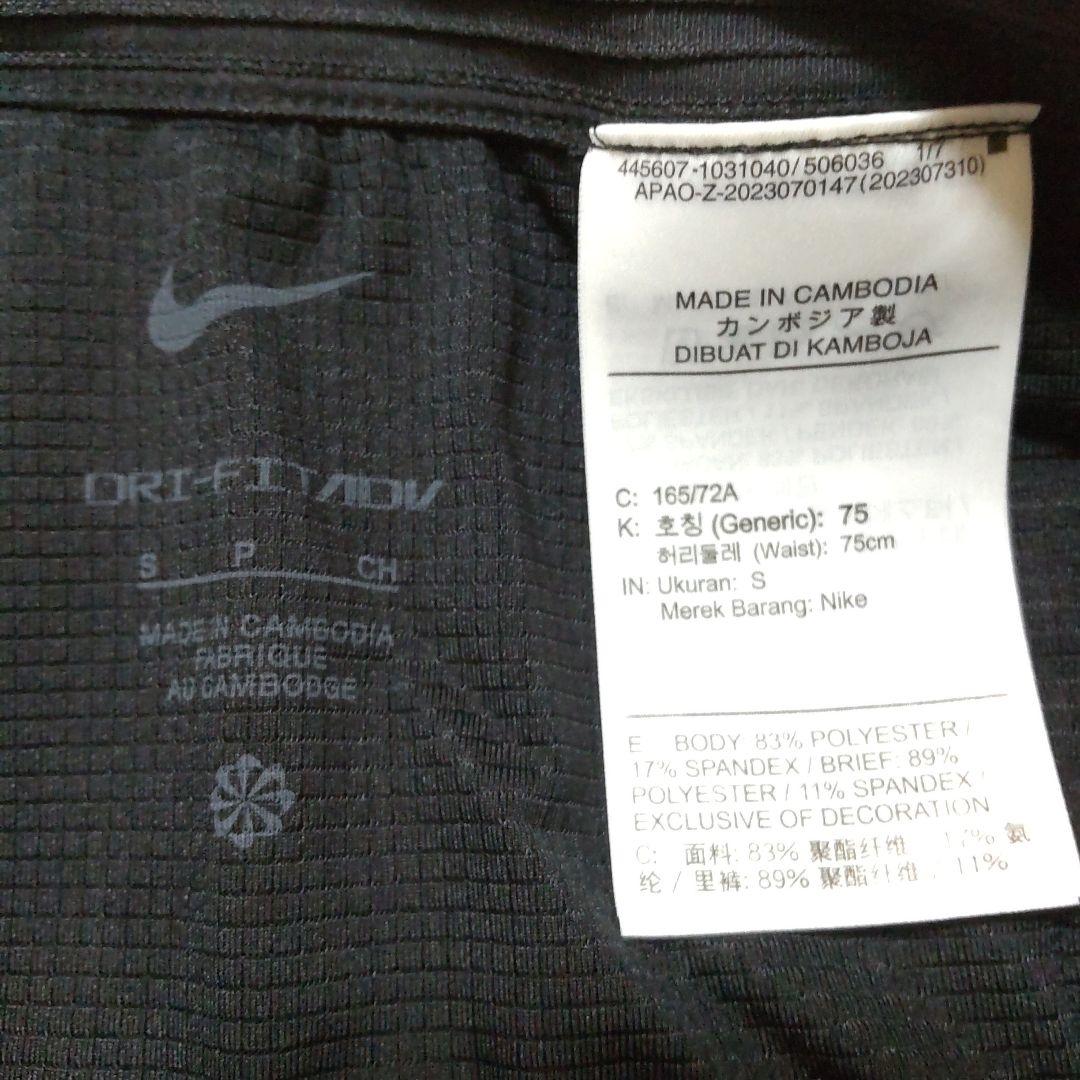 DRI-FIT ADV
S P CH
MADE IN CAMBODIA
FABRIQUE
AU CAMBODGE
445607-1031040/506036 1/7
APAO-Z-2023070147(202307310)
MADE IN CAMBODIA
カンボジア製
DIBUAT DI KAMBOJA
C: 165/72A
K: 호칭 (Generic): 75
허리둘레 (Waist): 75cm
IN: Ukuran: S
Merek Barang: Nike
E BODY: 83% POLYESTER /
17% SPANDEX / BRIEF: 89%
POLYESTER / 11% SPANDEX
EXCLUSIVE OF DECORATION
C: 面料: 83% 聚酯纤维 17% 氨
纶 / 里裤: 89% 聚酯纤维 11%